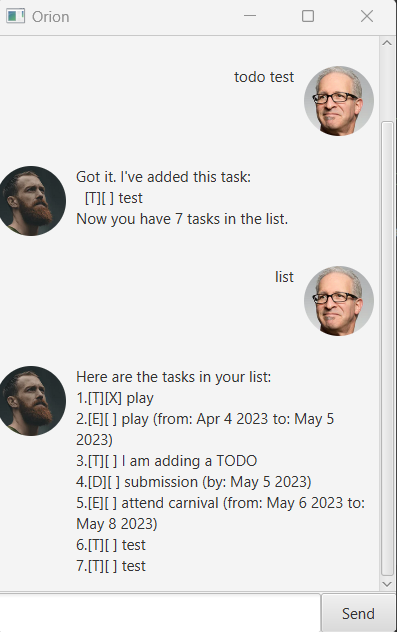 Orion
todo test
Got it. I've added this task:
[T][ ] test
Now you have 7 tasks in the list.
list
Here are the tasks in your list:
1.[T][X] play
2.[E][ ] play (from: Apr 4 2023 to: May 5
2023)
3.[T][ ] I am adding a TODO
4.[D][ ] submission (by: May 5 2023)
5.[E][ ] attend carnival (from: May 6 2023 to:
May 8 2023)
6.[T][ ] test
7.[T][ ] test
Send